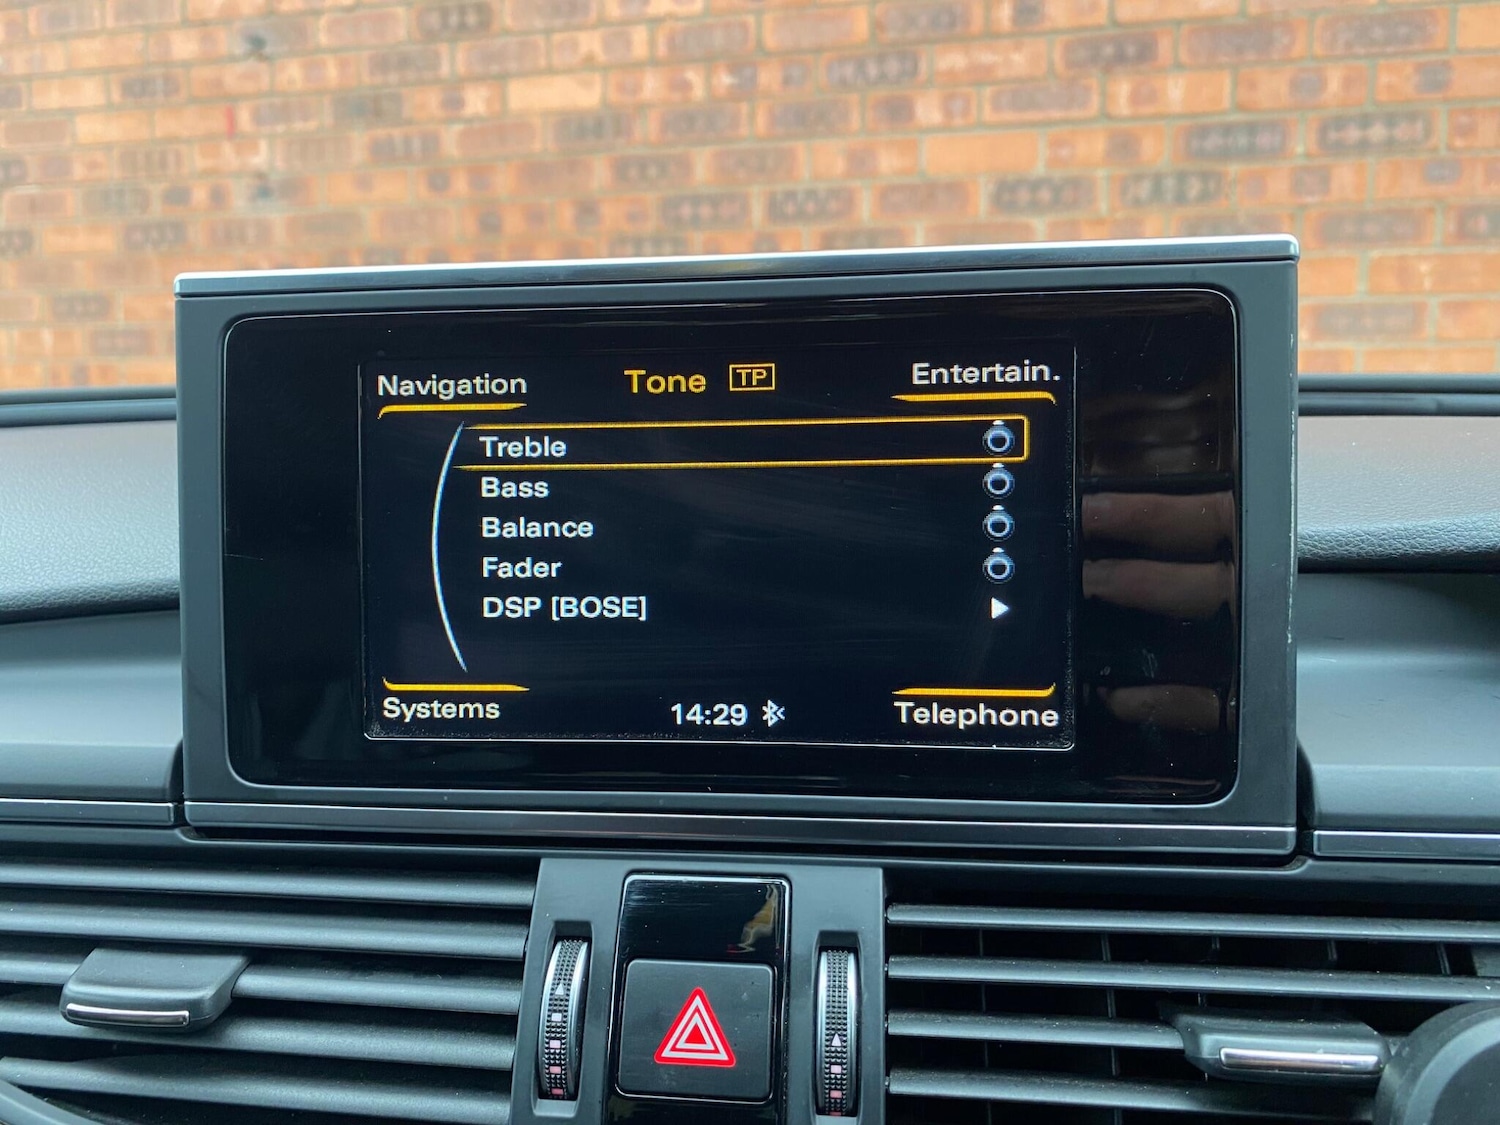 Navigation
Tone TP
Entertain.
Treble
Bass
Balance
Fader
DSP [BOSE]
Systems
14:29
Telephone